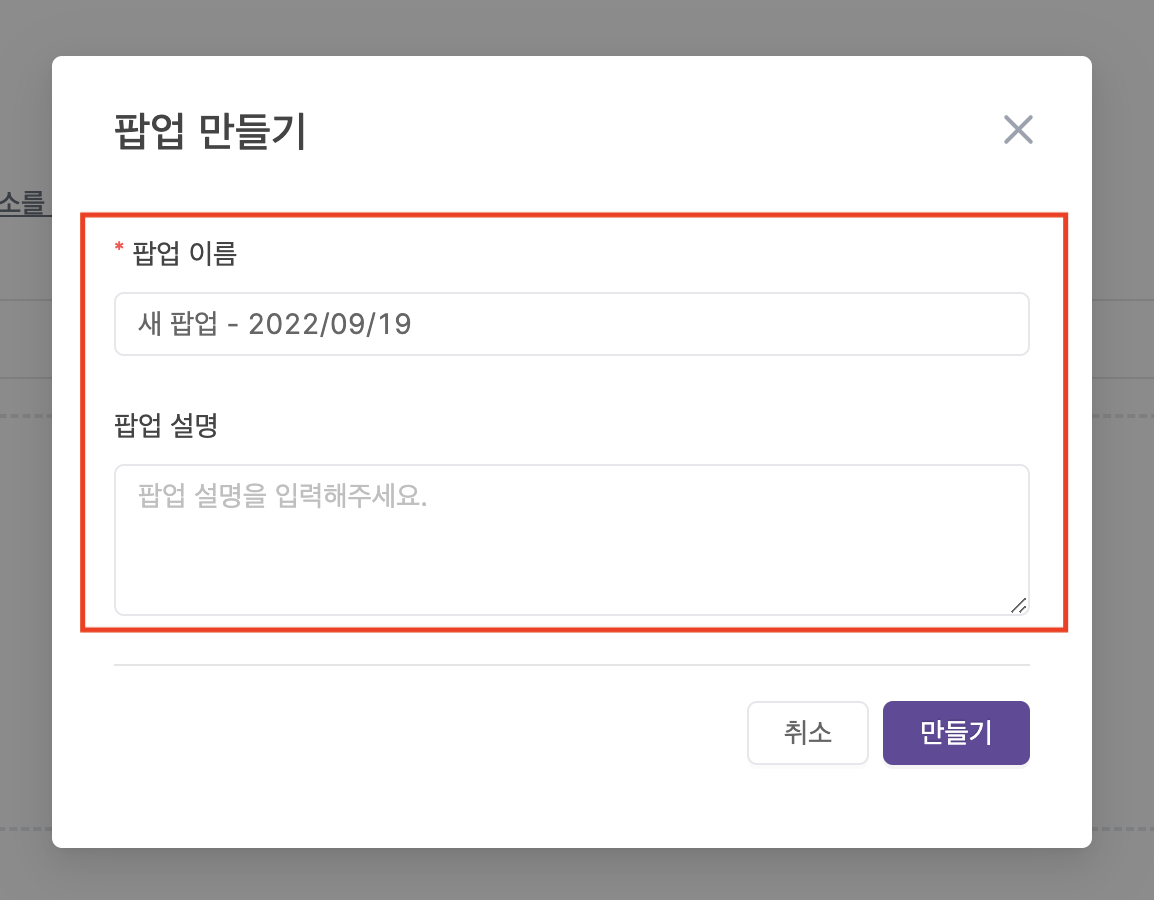 팝업 만들기
소를
* 팝업 이름
새 팝업 - 2022/09/19
팝업 설명
팝업 설명을 입력해주세요.
취소
만들기